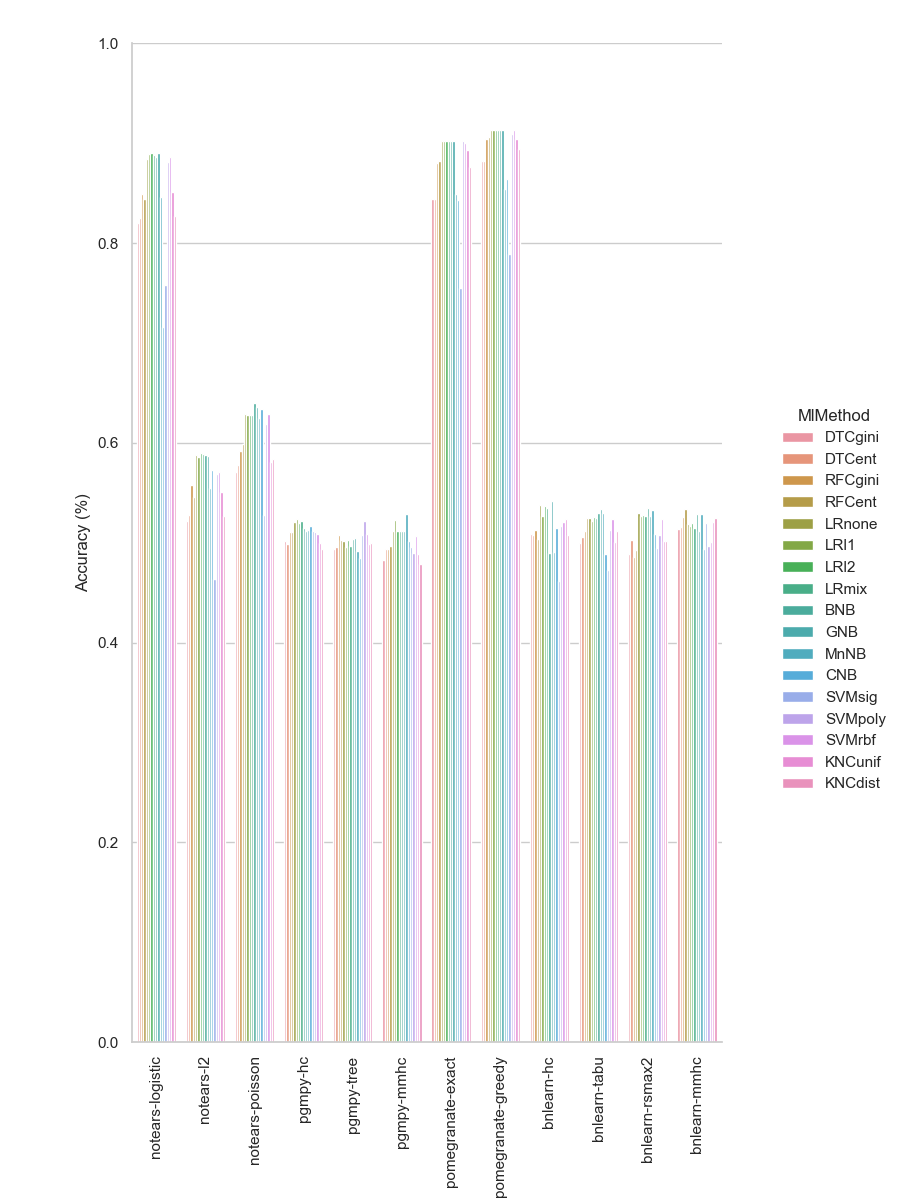 1.0
0.8
0.6
0.4
0.2
0.0
Accuracy (%)
notears-logistic
notears-l2
notears-poisson
pgmpy-hc
pgmpy-tree
pgmpy-mmhc
pomegranate-exact
pomegranate-greedy
bnlearn-hc
bnlearn-tabu
bnlearn-rsmax2
bnlearn-mmhc
MlMethod
DTCgini
DTCent
RFCgini
RFCent
LRnone
LRl1
LRl2
LRmix
BNB
GNB
MnNB
CNB
SVMsig
SVMpoly
SVMrbf
KNCunif
KNCdist